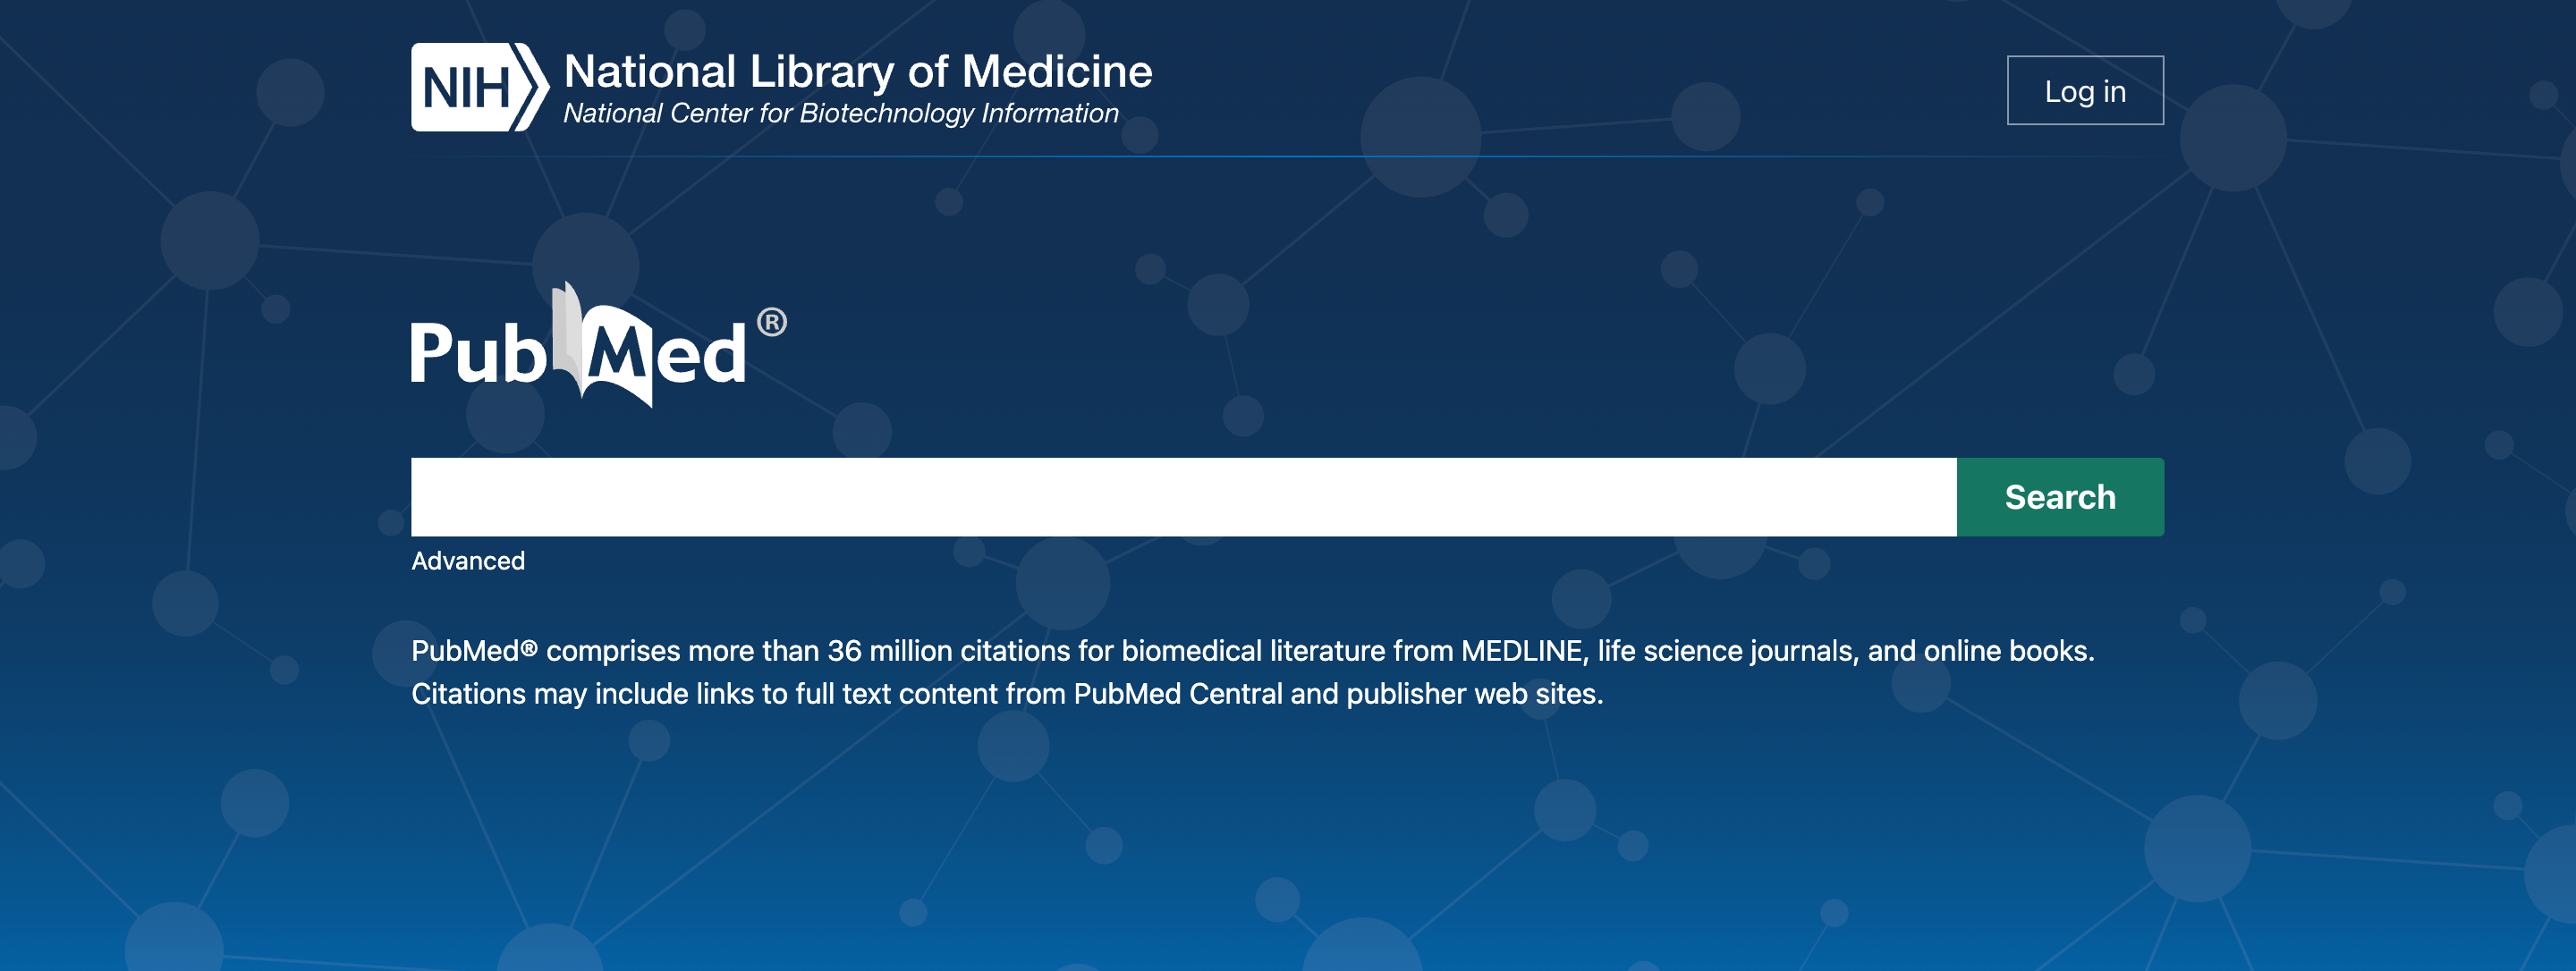 NIH National Library of Medicine
National Center for Biotechnology Information
Log in
PubMed®
Search
Advanced
PubMed® comprises more than 36 million citations for biomedical literature from MEDLINE, life science journals, and online books.
Citations may include links to full text content from PubMed Central and publisher web sites.